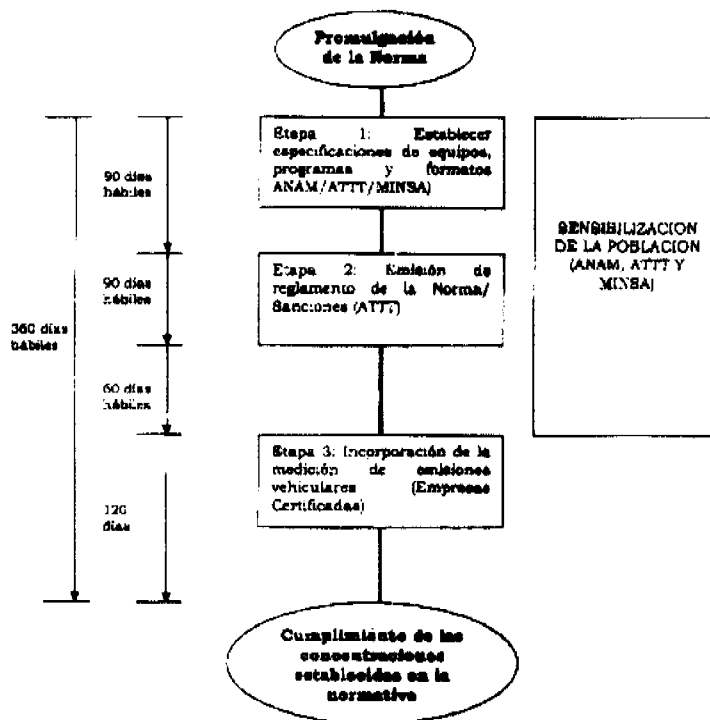 Promulgación
de la Norma
Etapa 1: Establecer
especificaciones de equipos,
programas y formatos
ANAM/ATTT/MINSA)
90 días
hábiles
SENSIBILIZACION
DE LA POBLACION
(ANAM, ATTT Y
MINSA)
Etapa 2: Emisión de
reglamento de la Norma/
Sanciones (ATTT)
90 días
hábiles
360 días
hábiles
60 días
hábiles
Etapa 3: Incorporación de la
medición de emisiones
vehiculares (Empresas
Certificadas)
120
días
Cumplimiento de las
concentraciones
establecidas en la
normativa